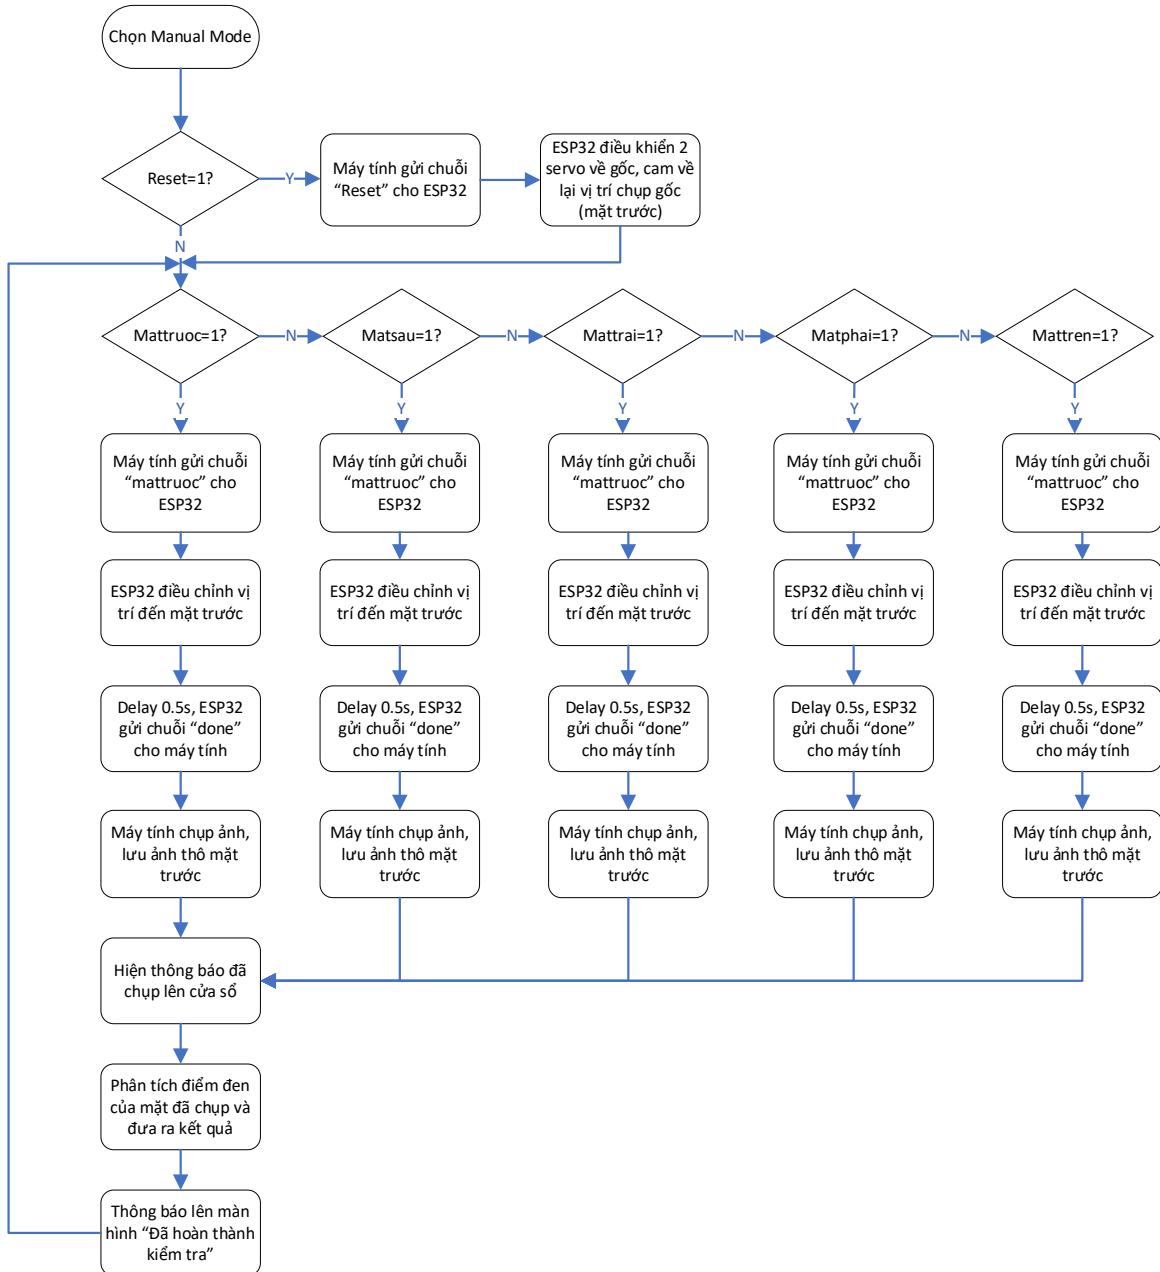 Chọn Manual Mode
Reset=1?
Y
Máy tính gửi chuỗi
“Reset” cho ESP32
ESP32 điều khiển 2
servo về gốc, cam về
lại vị trí chụp gốc
(mặt trước)
N
Mattruoc=1?
N
Matsau=1?
N
Mattrai=1?
N
Matphai=1?
N
Mattren=1?
Y
Y
Y
Y
Y
Máy tính gửi chuỗi
“mattruoc” cho
ESP32
Máy tính gửi chuỗi
“mattruoc” cho
ESP32
Máy tính gửi chuỗi
“mattruoc” cho
ESP32
Máy tính gửi chuỗi
“mattruoc” cho
ESP32
Máy tính gửi chuỗi
“mattruoc” cho
ESP32
ESP32 điều chỉnh vị
trí đến mặt trước
ESP32 điều chỉnh vị
trí đến mặt trước
ESP32 điều chỉnh vị
trí đến mặt trước
ESP32 điều chỉnh vị
trí đến mặt trước
ESP32 điều chỉnh vị
trí đến mặt trước
Delay 0.5s, ESP32
gửi chuỗi “done”
cho máy tính
Delay 0.5s, ESP32
gửi chuỗi “done”
cho máy tính
Delay 0.5s, ESP32
gửi chuỗi “done”
cho máy tính
Delay 0.5s, ESP32
gửi chuỗi “done”
cho máy tính
Delay 0.5s, ESP32
gửi chuỗi “done”
cho máy tính
Máy tính chụp ảnh,
lưu ảnh thô mặt
trước
Máy tính chụp ảnh,
lưu ảnh thô mặt
trước
Máy tính chụp ảnh,
lưu ảnh thô mặt
trước
Máy tính chụp ảnh,
lưu ảnh thô mặt
trước
Máy tính chụp ảnh,
lưu ảnh thô mặt
trước
Hiện thông báo đã
chụp lên cửa sổ
Phân tích điểm đen
của mặt đã chụp và
đưa ra kết quả
Thông báo lên màn
hình “Đã hoàn thành
kiểm tra”